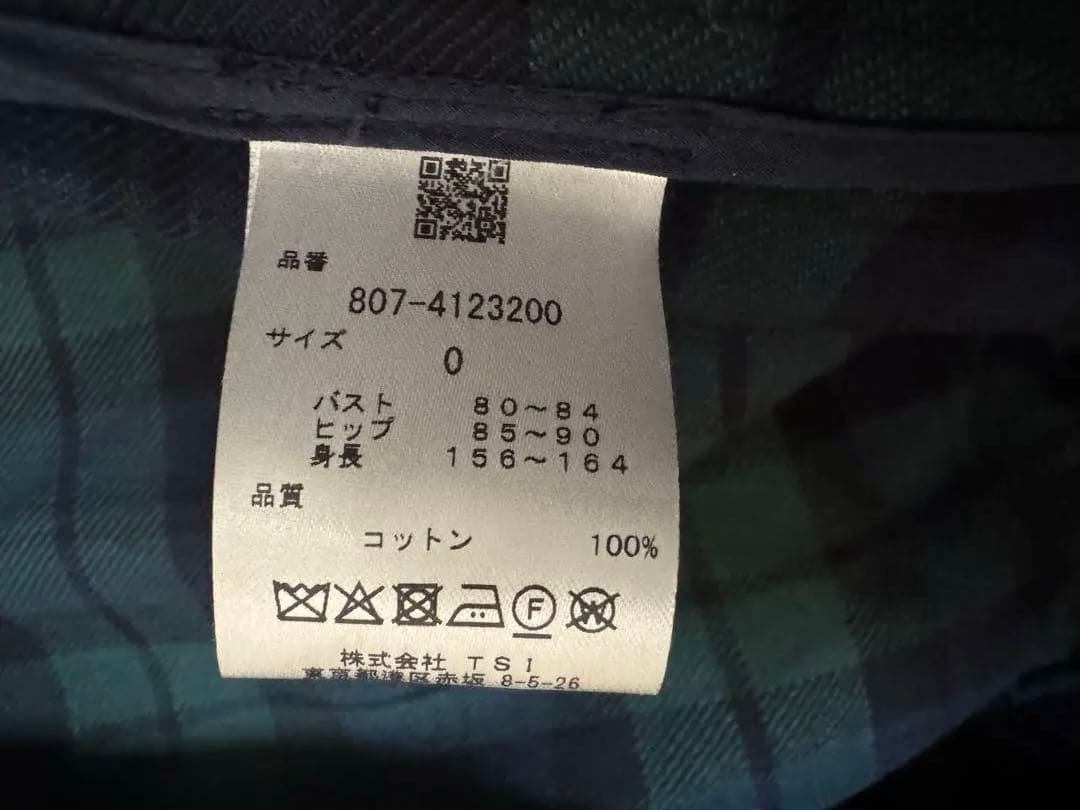 品番
807-4123200
サイズ
0
バスト 80～84
ヒップ 85～90
身長 156～164
品質
コットン 100%
F
W
株式会社 TSI
東京都港区赤坂 8-5-26